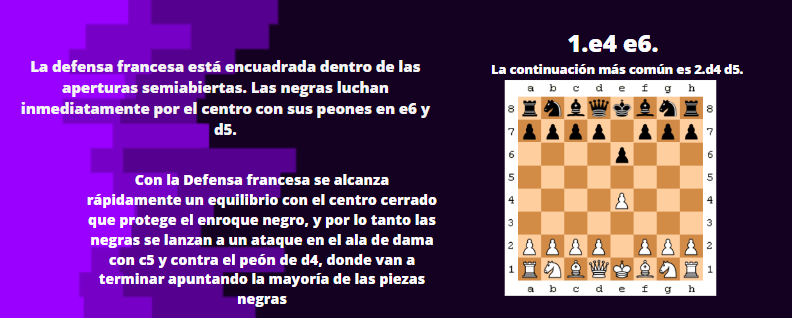 La defensa francesa está encuadrada dentro de las
aperturas semiabiertas. Las negras luchan
inmediatamente por el centro con sus peones en e6 y
d5.
Con la Defensa francesa se alcanza
rápidamente un equilibrio con el centro cerrado
que protege el enroque negro, y por lo tanto las
negras se lanzan a un ataque en el ala de dama
con c5 y contra el peón de d4, donde van a
terminar apuntando la mayoría de las piezas
negras
1.e4 e6.
La continuación más común es 2.d4 d5.
a b c d e f g h
8 8
7 7
6 6
5 5
4 4
3 3
2 2
1 1
a b c d e f g h